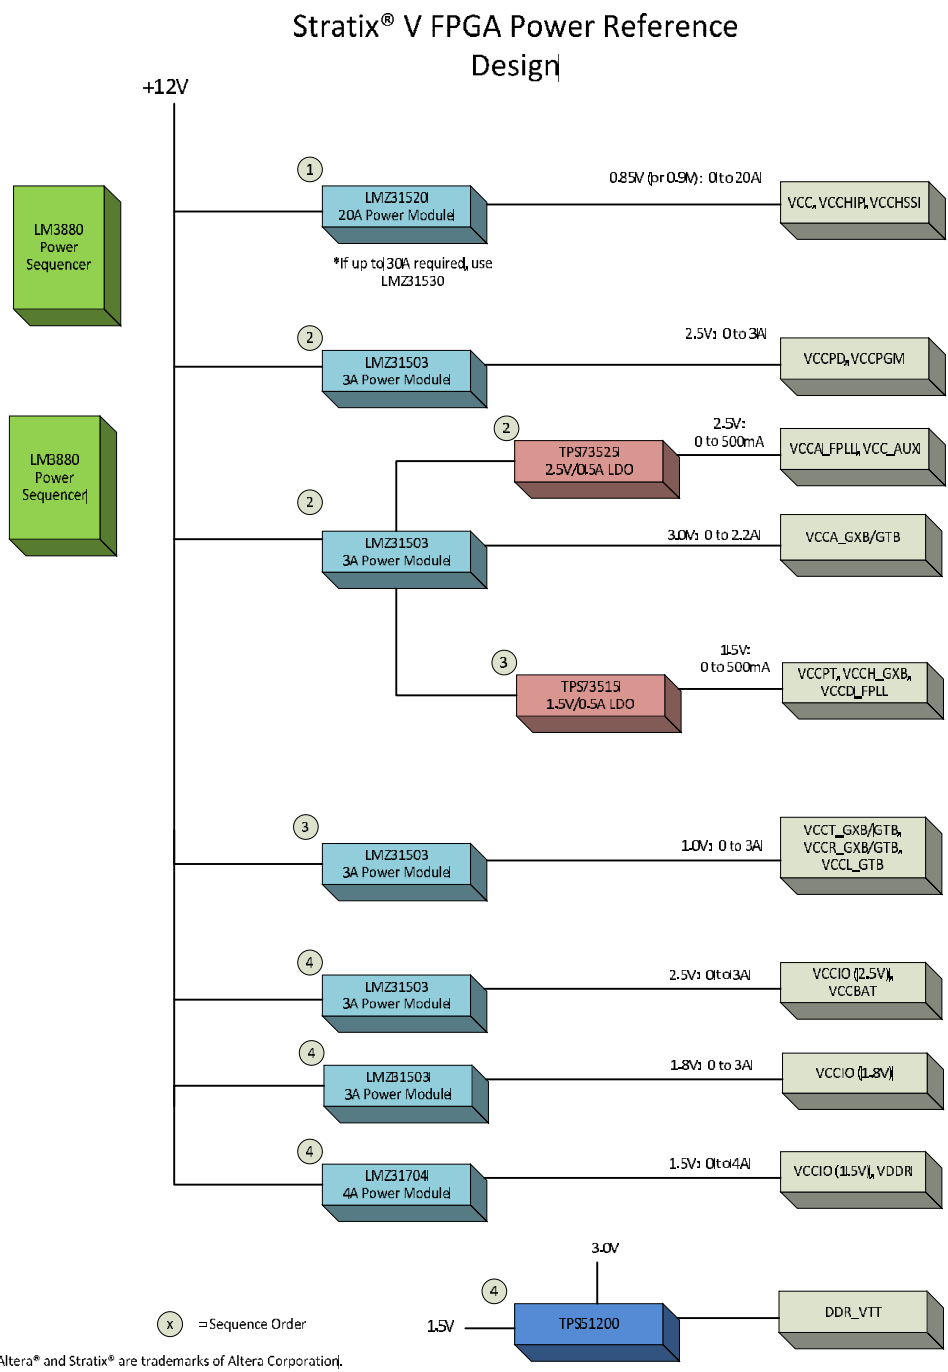 Stratix® V FPGA Power Reference
Design
+12V
1
LMZ31520
20A Power Module
0.85V (or 0.9V): 0 to 20A
VCC, VCCHIP, VCCHSSI
LM3880
Power
Sequencer
*If up to 30A required, use
LMZ31530
2
LMZ31503
3A Power Module
2.5V: 0 to 3A
VCCPD, VCCPGM
LM3880
Power
Sequencer
2
TPS73525
2.5V/0.5A LDO
2.5V:
0 to 500mA
VCCA_FPLL, VCC_AUX
2
LMZ31503
3A Power Module
3.0V: 0 to 2.2A
VCCA_GXB/GTB
3
TPS73515
1.5V/0.5A LDO
1.5V:
0 to 500mA
VCCPT, VCCH_GXB,
VCCD_FPLL
3
LMZ31503
3A Power Module
1.0V: 0 to 3A
VCCT_GXB/GTB,
VCCR_GXB/GTB,
VCCL_GTB
4
LMZ31503
3A Power Module
2.5V: 0 to 3A
VCCIO (2.5V),
VCCBAT
4
LMZ31503
3A Power Module
1.8V: 0 to 3A
VCCIO (1.8V)
4
LMZ31704
4A Power Module
1.5V: 0 to 4A
VCCIO (1.5V), VDDR
3.0V
4
1.5V
TPS51200
DDR_VTT
x =Sequence Order
Altera® and Stratix® are trademarks of Altera Corporation.